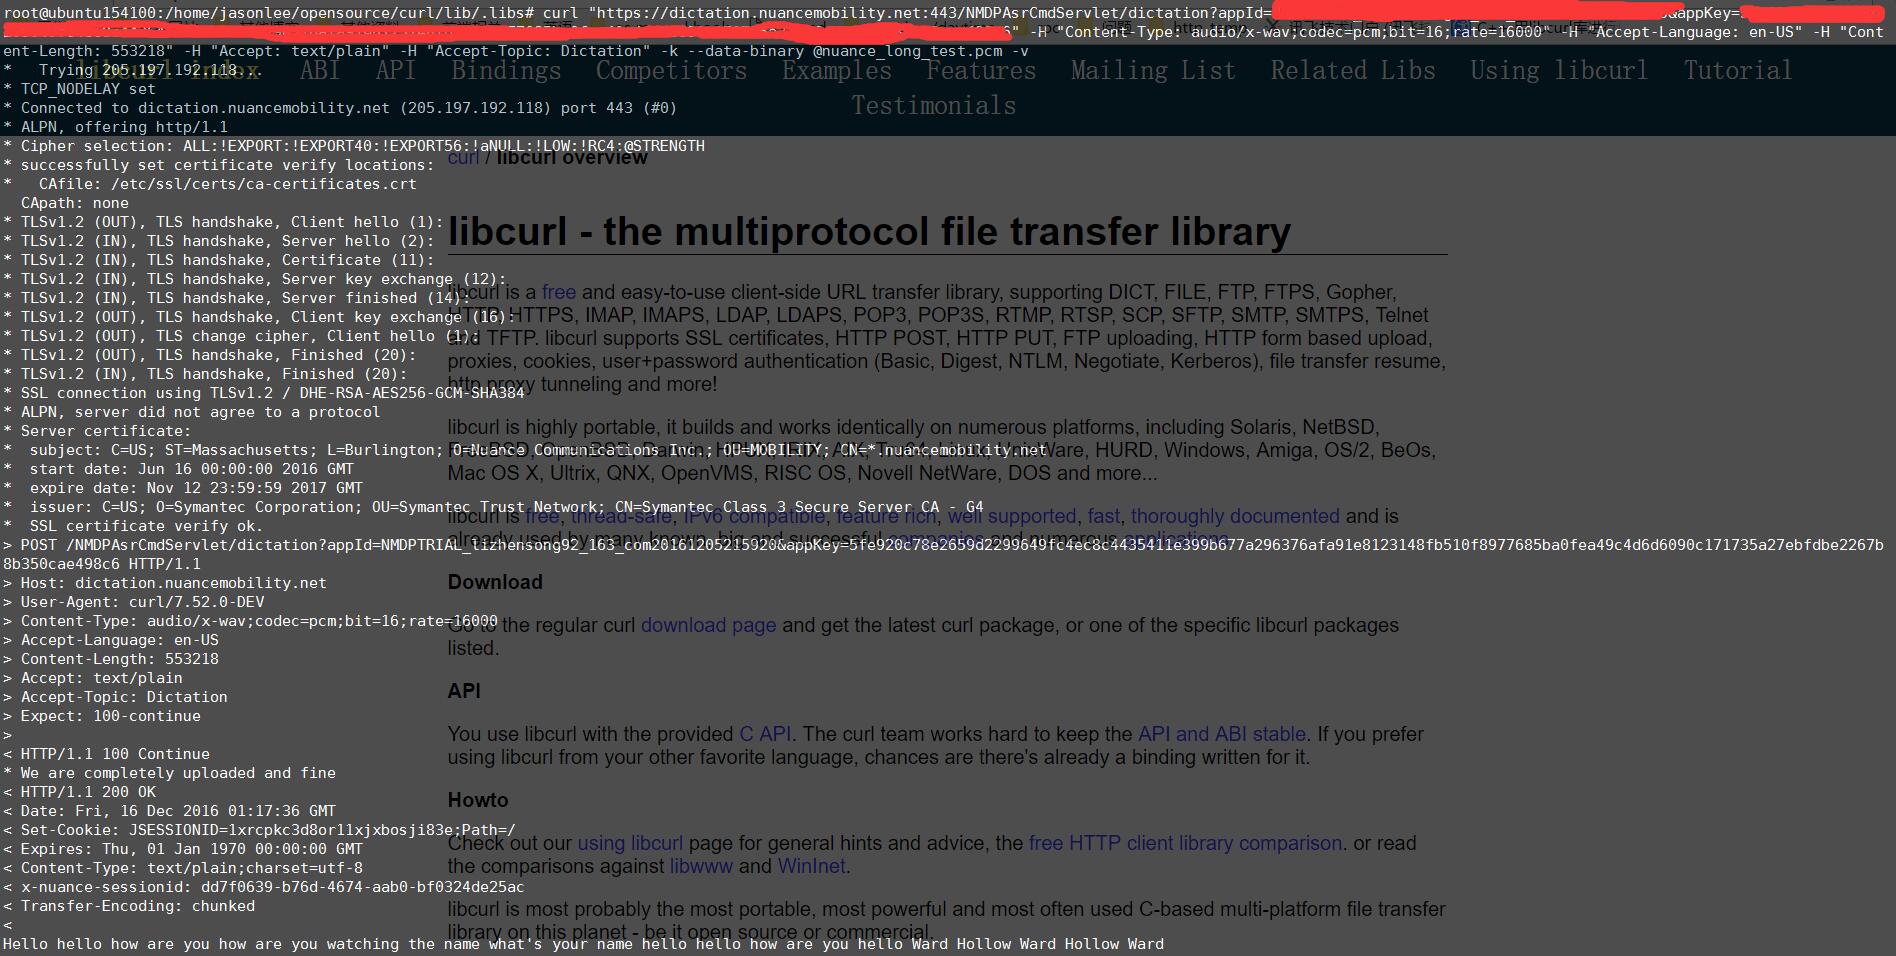 root@ubuntu154100:/home/jasonlee/opensource/curl/lib/.libs# curl "https://dictation.nuancemobility.net:443/NMDPAsrCmdServlet/dictation?appId= &appKey=
" -H "Content-Type: audio/x-wav;codec=pcm;bit=16;rate=16000" -H "Accept-Language: en-US" -H "Cont
ent-Length: 553218" -H "Accept: text/plain" -H "Accept-Topic: Dictation" -k --data-binary @nuance_long_test.pcm -v
* Trying 205.197.192.118...
* TCP_NODELAY set
* Connected to dictation.nuancemobility.net (205.197.192.118) port 443 (#0)
* ALPN, offering http/1.1
* Cipher selection: ALL:!EXPORT:!EXPORT40:!EXPORT56:!aNULL:!LOW:!RC4:@STRENGTH
* successfully set certificate verify locations:
* CAfile: /etc/ssl/certs/ca-certificates.crt
CApath: none
* TLSv1.2 (OUT), TLS handshake, Client hello (1):
* TLSv1.2 (IN), TLS handshake, Server hello (2):
* TLSv1.2 (IN), TLS handshake, Certificate (11):
* TLSv1.2 (IN), TLS handshake, Server key exchange (12):
* TLSv1.2 (IN), TLS handshake, Server finished (14):
* TLSv1.2 (OUT), TLS handshake, Client key exchange (16):
* TLSv1.2 (OUT), TLS change cipher, Client hello (1):
* TLSv1.2 (OUT), TLS handshake, Finished (20):
* TLSv1.2 (IN), TLS handshake, Finished (20):
* SSL connection using TLSv1.2 / DHE-RSA-AES256-GCM-SHA384
* ALPN, server did not agree to a protocol
* Server certificate:
* subject: C=US; ST=Massachusetts; L=Burlington; O=Nuance Communications Inc.; OU=MOBILITY; CN=*.nuancemobility.net
* start date: Jun 16 00:00:00 2016 GMT
* expire date: Nov 12 23:59:59 2017 GMT
* issuer: C=US; O=Symantec Corporation; OU=Symantec Trust Network; CN=Symantec Class 3 Secure Server CA - G4
* SSL certificate verify ok.
> POST /NMDPAsrCmdServlet/dictation?appId=NMDPTRIAL_lizhensong92_163_com20161205215920&appKey=5fe920c78e2659d2299649fc4ec8c4435411e399b677a296376afa91e8123148fb510f8977685ba0fea49c4d6d6090c171735a27ebfdbe2267b
8b350cae498c6 HTTP/1.1
> Host: dictation.nuancemobility.net
> User-Agent: curl/7.52.0-DEV
> Content-Type: audio/x-wav;codec=pcm;bit=16;rate=16000
> Accept-Language: en-US
> Content-Length: 553218
> Accept: text/plain
> Accept-Topic: Dictation
> Expect: 100-continue
>
< HTTP/1.1 100 Continue
* We are completely uploaded and fine
< HTTP/1.1 200 OK
< Date: Fri, 16 Dec 2016 01:17:36 GMT
< Set-Cookie: JSESSIONID=1xrcpkc3d8or11xjxbosji83e;Path=/
< Expires: Thu, 01 Jan 1970 00:00:00 GMT
< Content-Type: text/plain;charset=utf-8
< x-nuance-sessionid: dd7f0639-b76d-4674-aab0-bf0324de25ac
< Transfer-Encoding: chunked
<
Hello hello how are you how are you watching the name what's your name hello hello how are you hello Ward Hollow Ward Hollow Ward
libcurl index ABI API Bindings Competitors Examples Features Mailing List Related Libs Using libcurl Tutorial
Testimonials
curl / libcurl overview
libcurl - the multiprotocol file transfer library
libcurl is a free and easy-to-use client-side URL transfer library, supporting DICT, FILE, FTP, FTPS, Gopher,
HTTP, HTTPS, IMAP, IMAPS, LDAP, LDAPS, POP3, POP3S, RTMP, RTSP, SCP, SFTP, SMTP, SMTPS, Telnet
and TFTP. libcurl supports SSL certificates, HTTP POST, HTTP PUT, FTP uploading, HTTP form based upload,
proxies, cookies, user+password authentication (Basic, Digest, NTLM, Negotiate, Kerberos), file transfer resume,
http proxy tunneling and more!
libcurl is highly portable, it builds and works identically on numerous platforms, including Solaris, NetBSD,
HURD, Windows, Amiga, OS/2, BeOs,
Mac OS X, Ultrix, QNX, OpenVMS, RISC OS, Novell NetWare, DOS and more...
libcurl is free, thread-safe, IPv6 compatible, feature rich, well supported, fast, thoroughly documented and is
already used by many known, big and successful companies and numerous applications.
Download
Go to the regular curl download page and get the latest curl package, or one of the specific libcurl packages
listed.
API
You use libcurl with the provided C API. The curl team works hard to keep the API and ABI stable. If you prefer
using libcurl from your other favorite language, chances are there's already a binding written for it.
Howto
Check out our using libcurl page for general hints and advice, the free HTTP client library comparison. or read
the comparisons against libwww and WinInet.
libcurl is most probably the most portable, most powerful and most often used C-based multi-platform file transfer
library on this planet - be it open source or commercial.